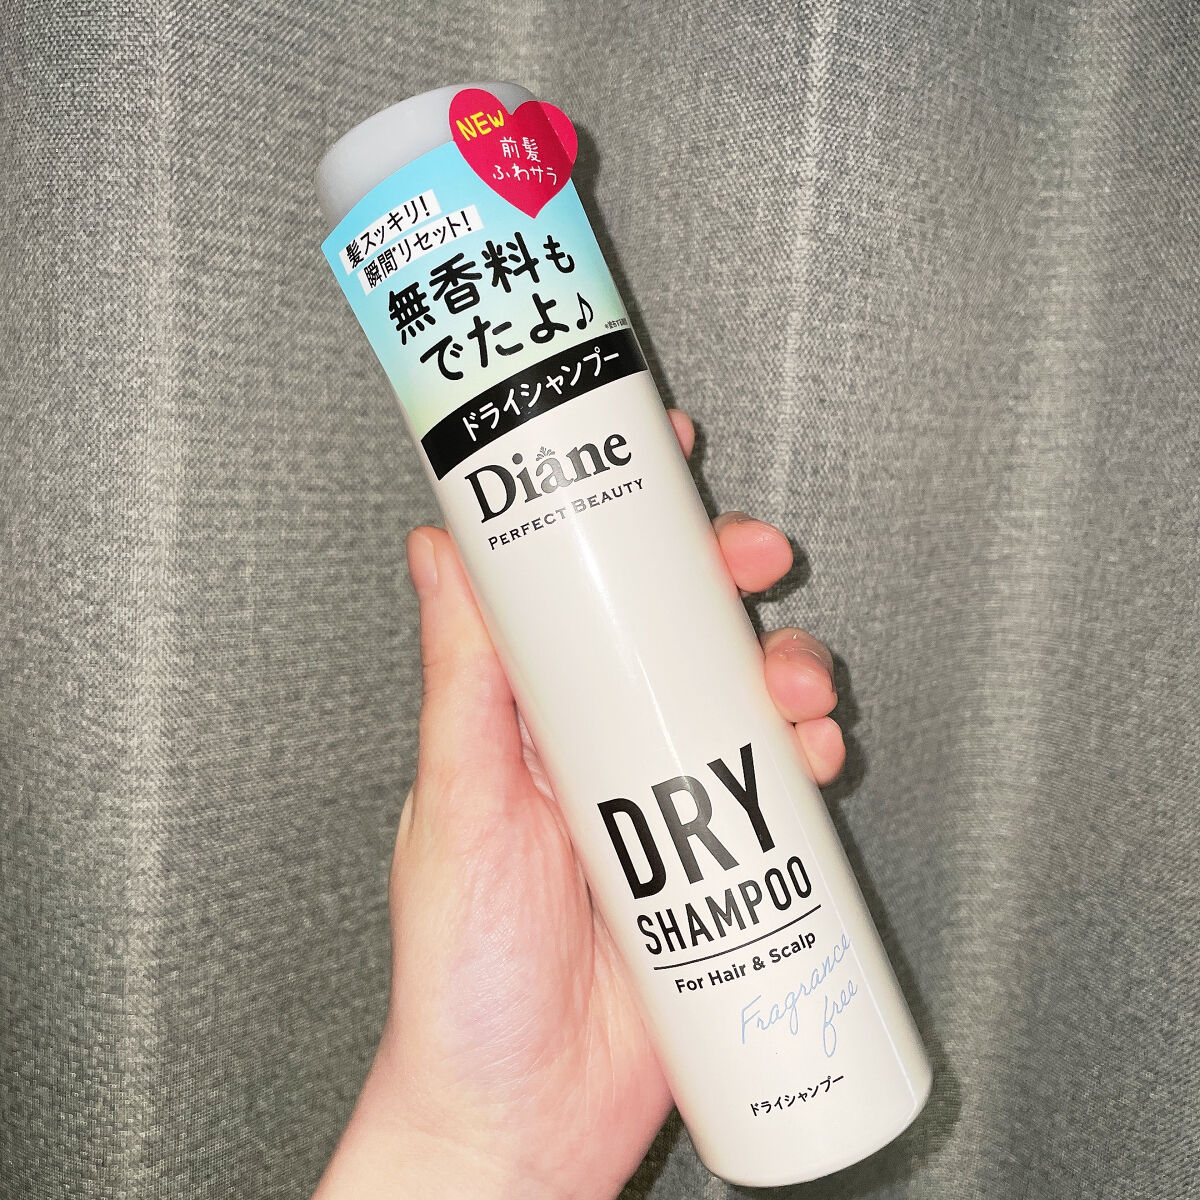 NEW
前髪
ふわサラ
髪スッキリ!
瞬間*リセット!
無香料も
でたよ♪
ドライシャンプー
Diane
PERFECT BEAUTY
DRY
SHAMPOO
For Hair & Scalp
Fragrance
free
ドライシャンプー